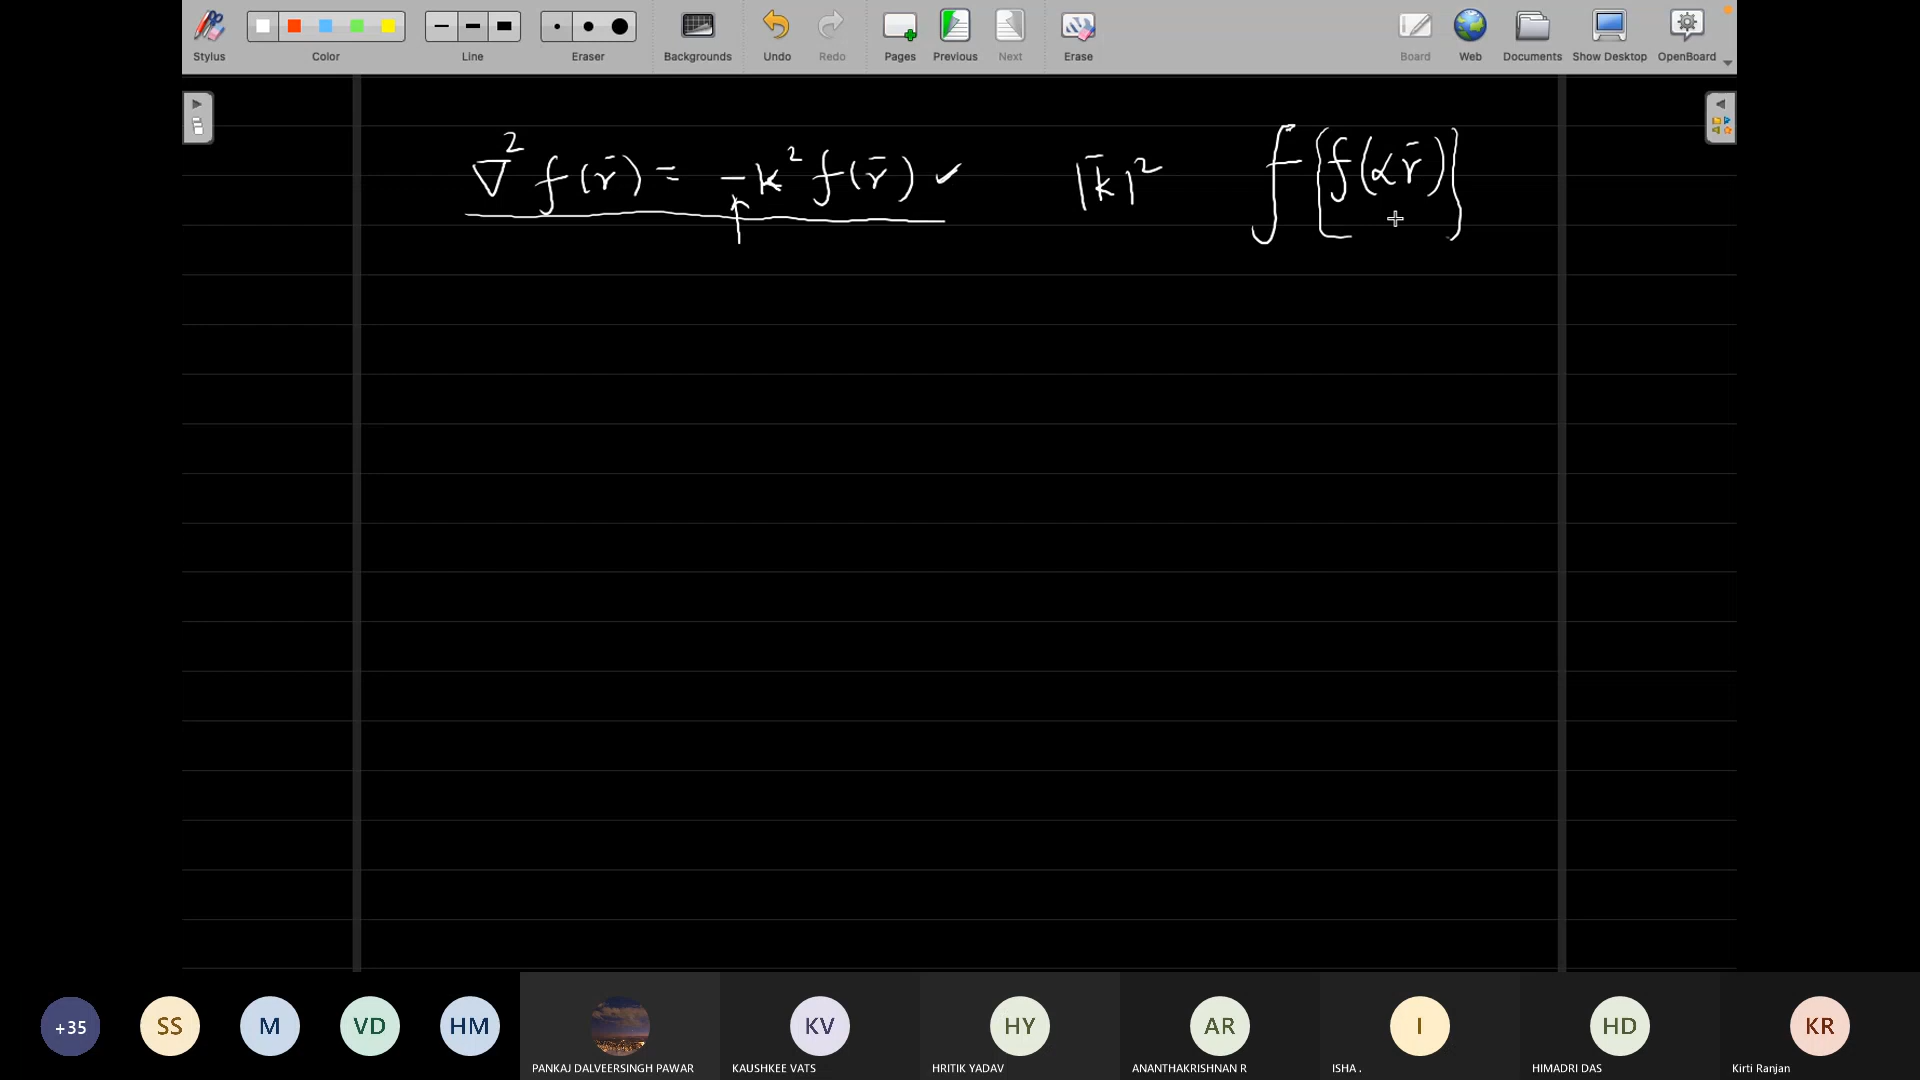 Stylus Color Line Eraser Backgrounds Undo Redo Pages Previous Next Erase Board Web Documents Show Desktop OpenBoard
∇² f(r̄) = -k² f(r̄) ✓ |k̄|² f{f(αr̄)}
+35 SS M VD HM KV HY AR I HD KR
PANKAJ DALVEERSINGH PAWAR KAUSHKEE VATS HRITIK YADAV ANANTHAKRISHNAN R ISHA . HIMADRI DAS Kirti Ranjan